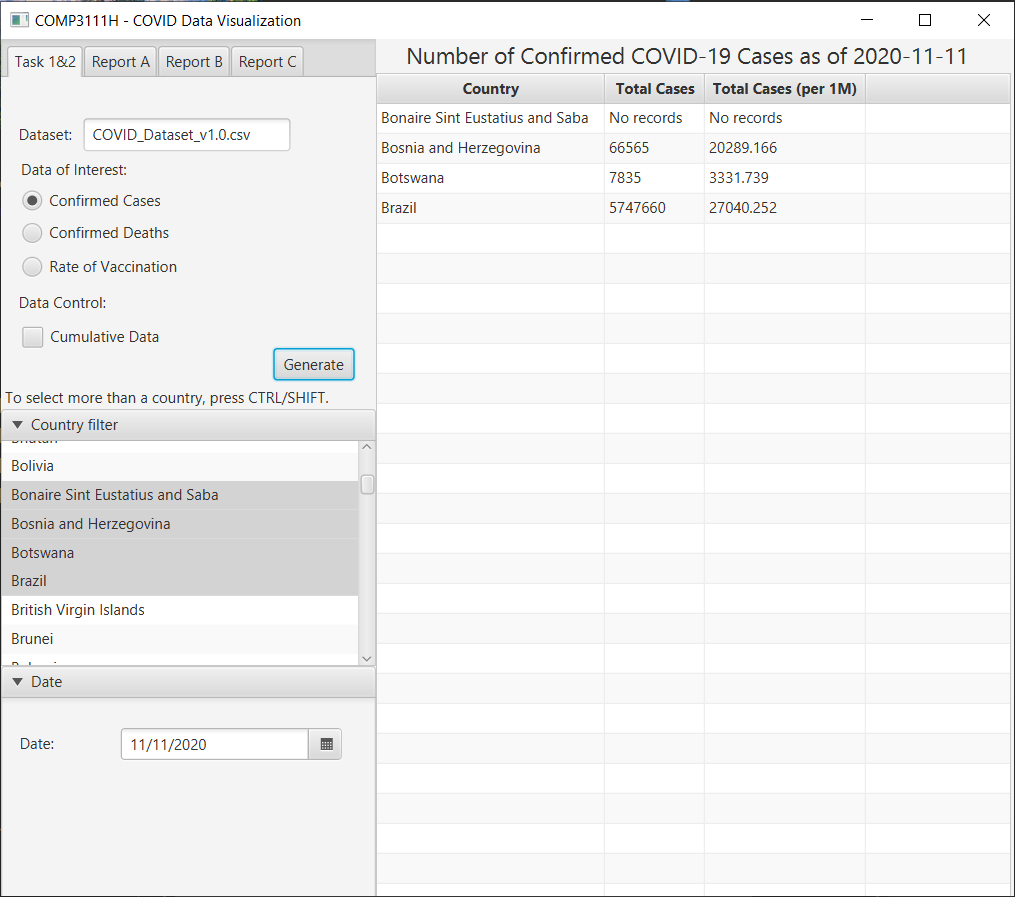 COMP3111H - COVID Data Visualization
Task 1&2 Report A Report B Report C
Dataset: COVID_Dataset_v1.0.csv
Data of Interest:
Confirmed Cases
Confirmed Deaths
Rate of Vaccination
Data Control:
Cumulative Data
Generate
To select more than a country, press CTRL/SHIFT.
Country filter
Bhutan
Bolivia
Bonaire Sint Eustatius and Saba
Bosnia and Herzegovina
Botswana
Brazil
British Virgin Islands
Brunei
Date
Date: 11/11/2020
Number of Confirmed COVID-19 Cases as of 2020-11-11
Country Total Cases Total Cases (per 1M)
Bonaire Sint Eustatius and Saba No records No records
Bosnia and Herzegovina 66565 20289.166
Botswana 7835 3331.739
Brazil 5747660 27040.252